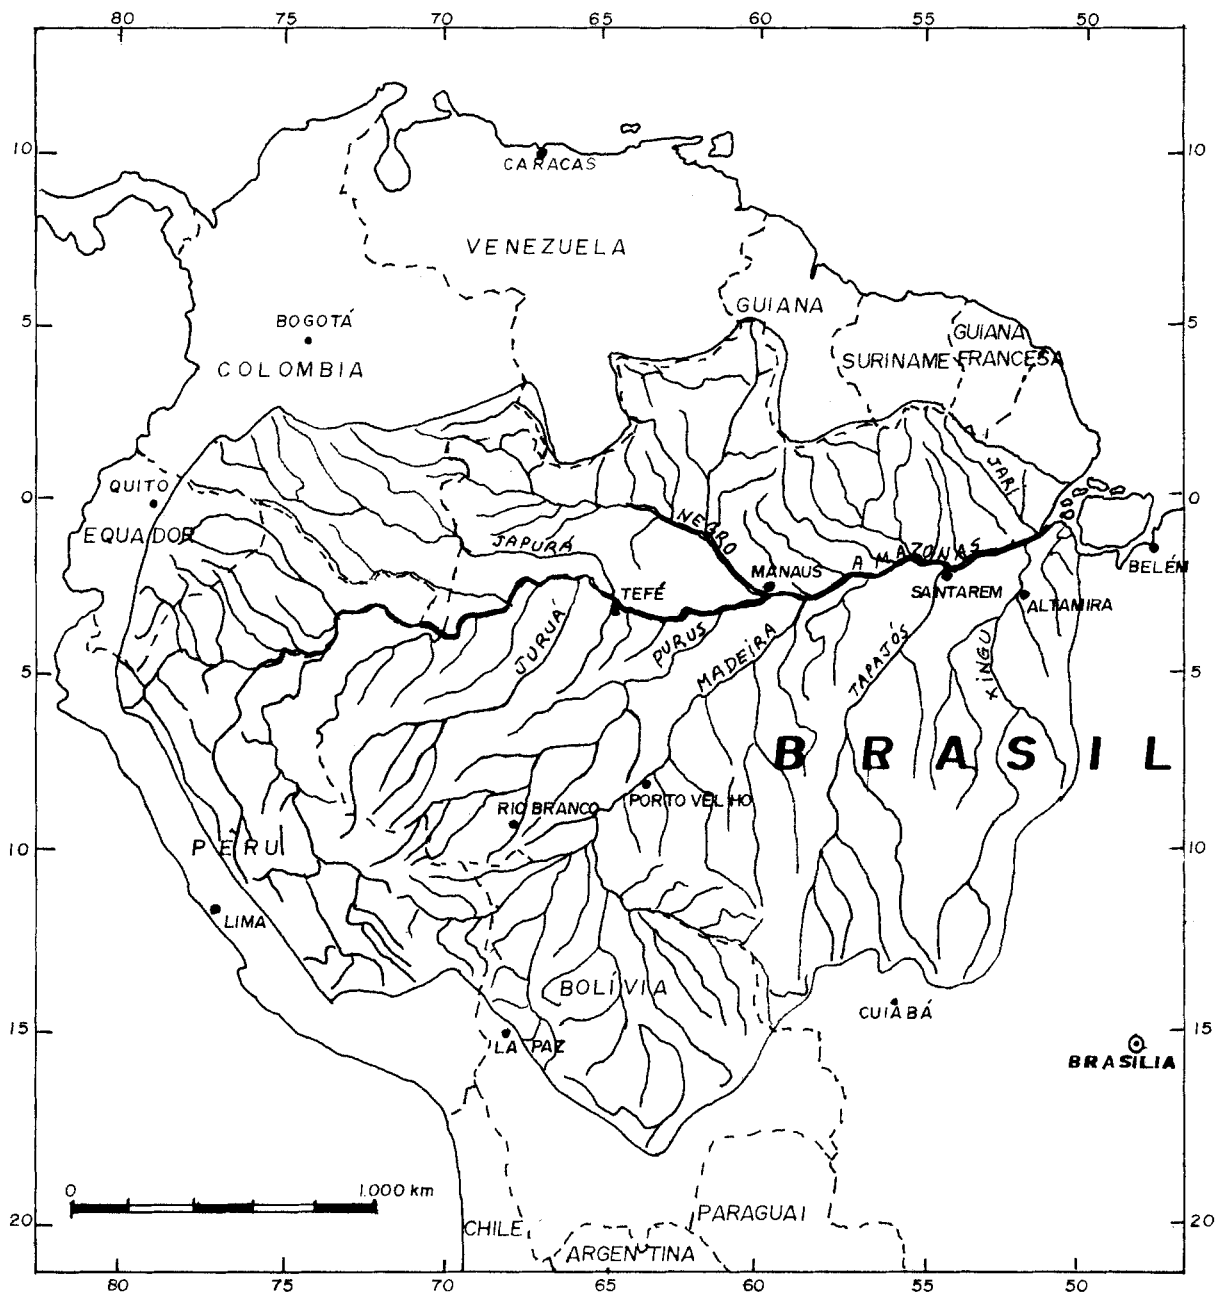 80 75 70 65 60 55 50
10 10
CARACAS
VENEZUELA
GUIANA
BOGOTÁ
5 5
GUIANA
COLOMBIA
SURINAME FRANCESA
JARÍ
QUITO
0 0
NEGRO
EQUADOR
JAPURÁ
AMAZONAS
BELÉM
MANAUS
TEFÉ
SANTAREM
ALTAMIRA
JURUÁ
PURUS
MADEIRA
TAPAJÓS
XINGU
5 5
BRASIL
RIO BRANCO
PORTO VELHO
10 10
PERU
LIMA
BOLÍVIA
CUIABÁ
15 15
LA PAZ
BRASÍLIA
0 1.000 km
PARAGUAI
20 20
CHILE
ARGENTINA
80 75 70 65 60 55 50